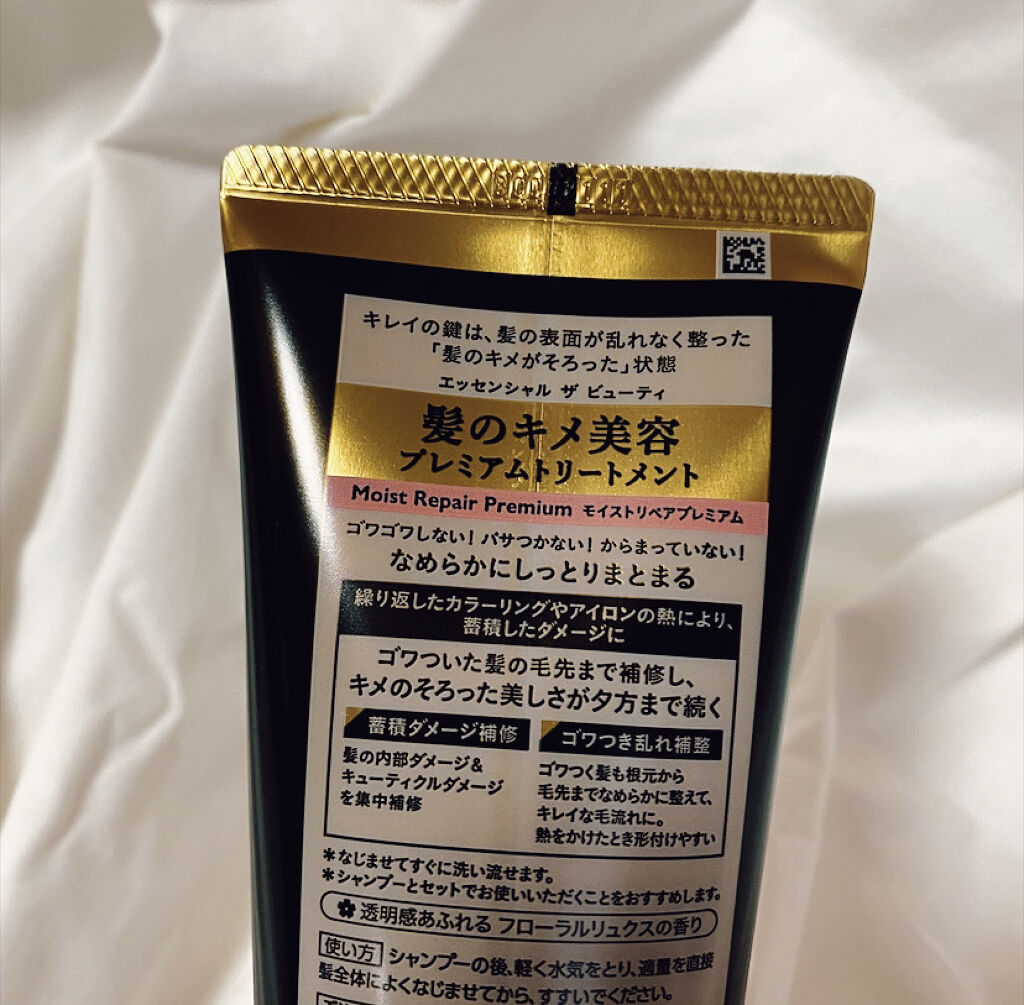 キレイの鍵は、髪の表面が乱れなく整った
「髪のキメがそろった」状態
エッセンシャル ザ ビューティ
髪のキメ美容
プレミアムトリートメント
Moist Repair Premium モイストリペアプレミアム
ゴワゴワしない! パサつかない! からまっていない!
なめらかにしっとりまとまる
繰り返したカラーリングやアイロンの熱により、
蓄積したダメージに
ゴワついた髪の毛先まで補修し、
キメのそろった美しさが夕方まで続く
蓄積ダメージ補修
髪の内部ダメージ&
キューティクルダメージ
を集中補修
ゴワつき乱れ補整
ゴワつく髪も根元から
毛先までなめらかに整えて、
キレイな毛流れに。
熱をかけたとき形付けやすい
*なじませてすぐに洗い流せます。
*シャンプーとセットでお使いいただくことをおすすめします。
透明感あふれる フローラルリュクスの香り
使い方 シャンプーの後、軽く水気をとり、適量を直接
髪全体によくなじませてから、すすいでください。